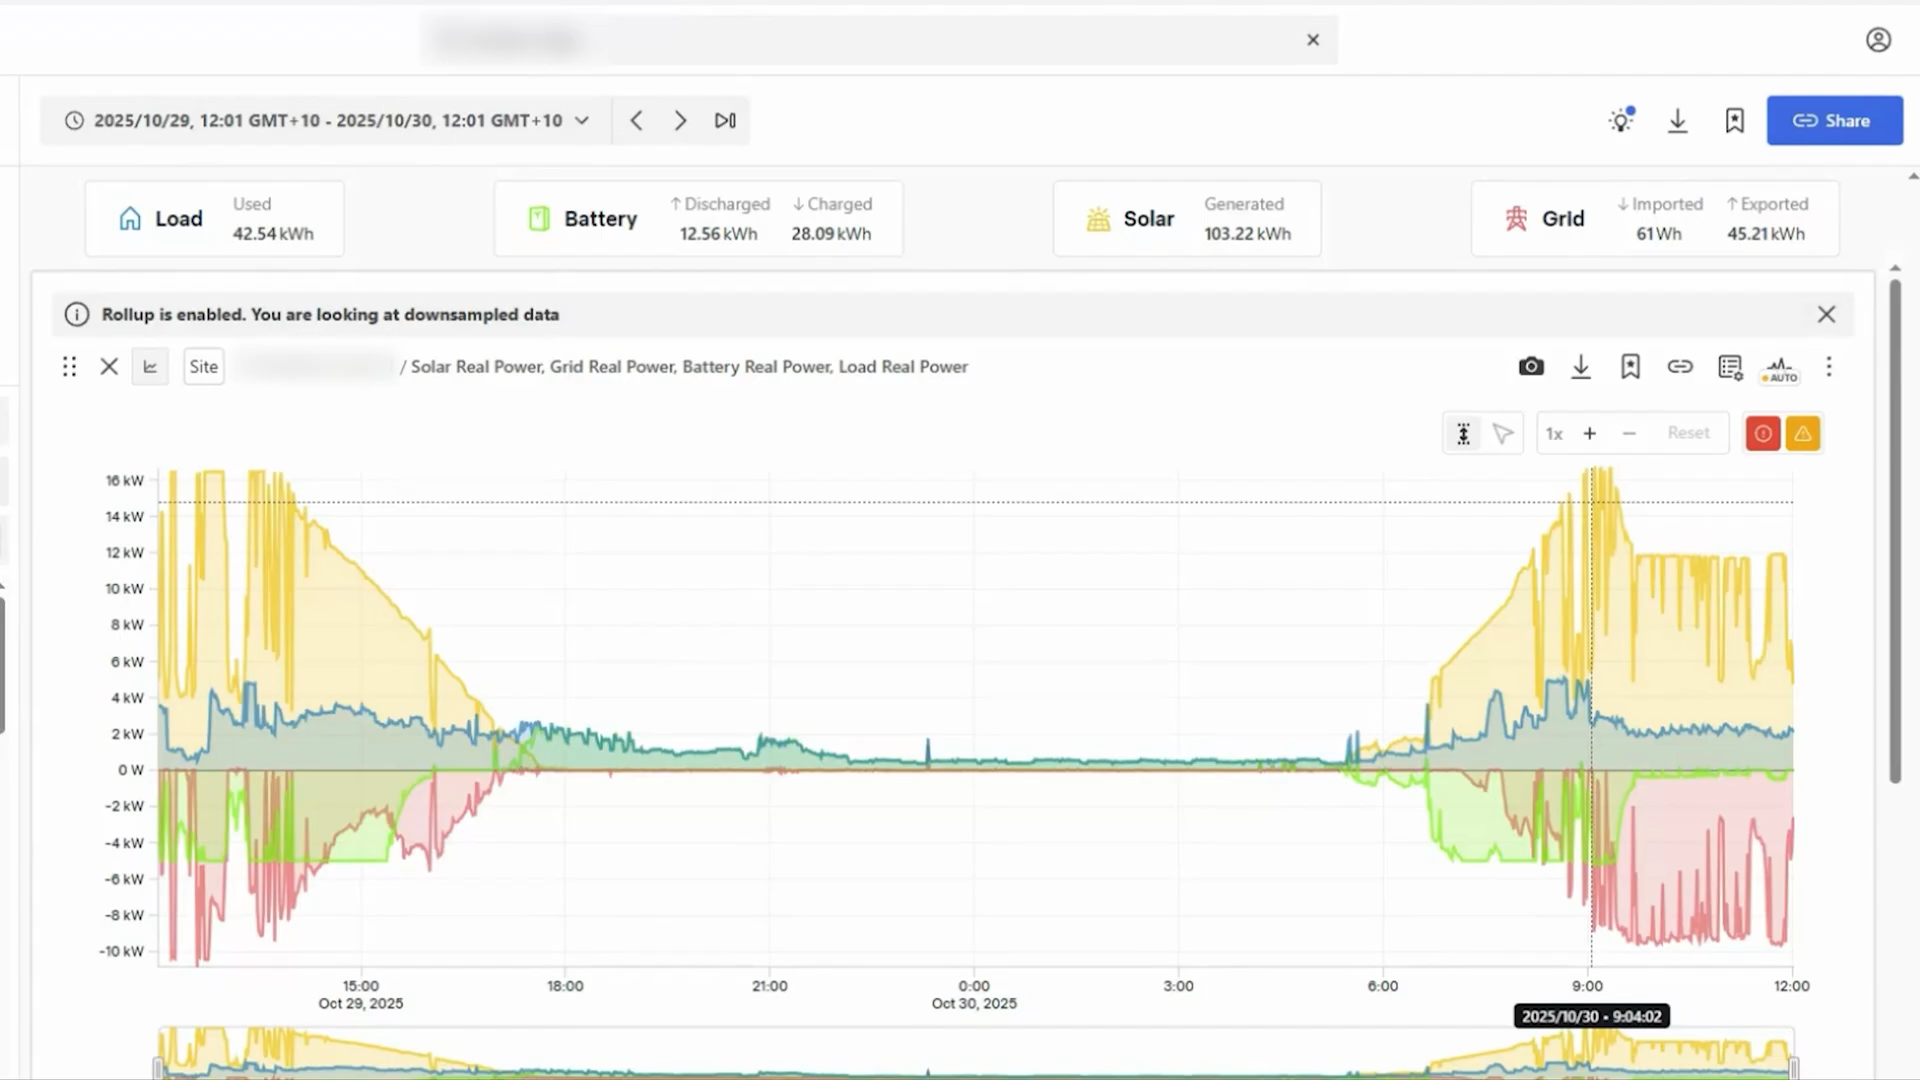 2025/10/29, 12:01 GMT+10 - 2025/10/30, 12:01 GMT+10
Share
Load
Used
42.54 kWh
Battery
↑ Discharged
12.56 kWh
↓ Charged
28.09 kWh
Solar
Generated
103.22 kWh
Grid
↓ Imported
61 Wh
↑ Exported
45.21 kWh
Rollup is enabled. You are looking at downsampled data
Site
/ Solar Real Power, Grid Real Power, Battery Real Power, Load Real Power
AUTO
1x + − Reset
16 kW
14 kW
12 kW
10 kW
8 kW
6 kW
4 kW
2 kW
0 W
-2 kW
-4 kW
-6 kW
-8 kW
-10 kW
15:00 18:00 21:00 0:00 3:00 6:00 9:00 12:00
Oct 29, 2025 Oct 30, 2025
2025/10/30 - 9:04:02